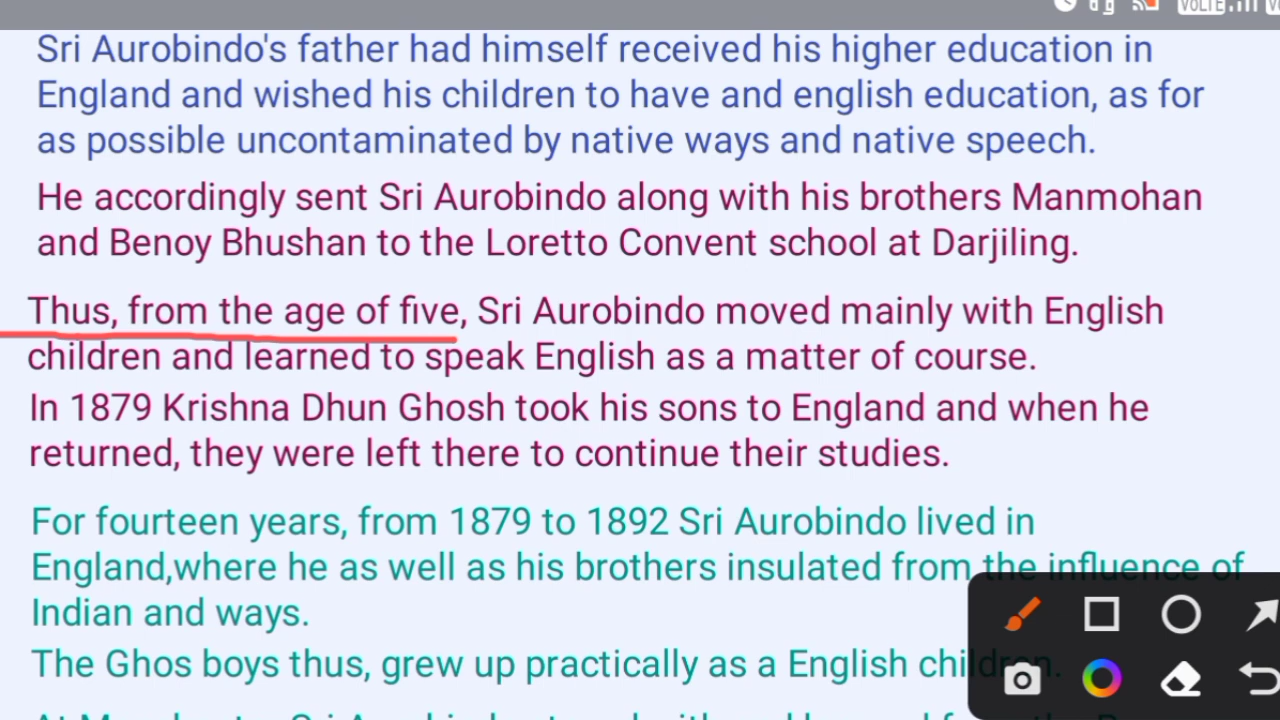 VoLTE
Sri Aurobindo's father had himself received his higher education in
England and wished his children to have and english education, as for
as possible uncontaminated by native ways and native speech.
He accordingly sent Sri Aurobindo along with his brothers Manmohan
and Benoy Bhushan to the Loretto Convent school at Darjiling.
Thus, from the age of five, Sri Aurobindo moved mainly with English
children and learned to speak English as a matter of course.
In 1879 Krishna Dhun Ghosh took his sons to England and when he
returned, they were left there to continue their studies.
For fourteen years, from 1879 to 1892 Sri Aurobindo lived in
England,where he as well as his brothers insulated from the influence of
Indian and ways.
The Ghos boys thus, grew up practically as a English children.